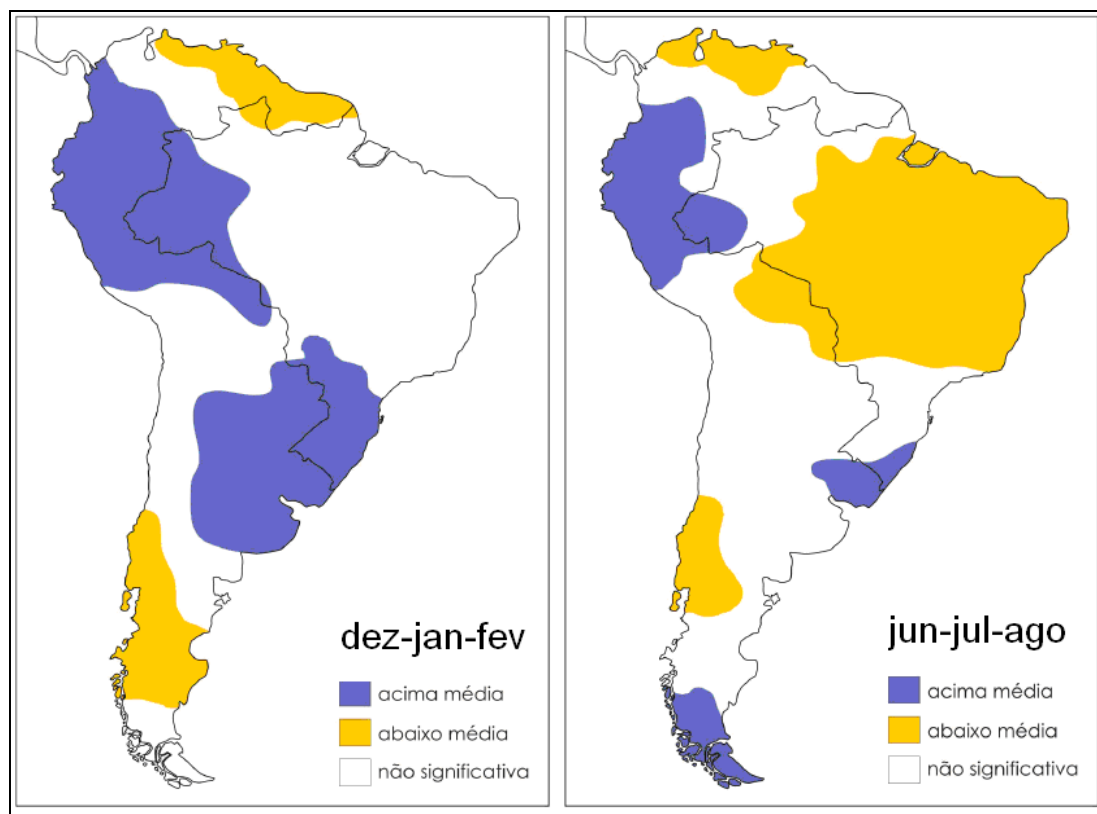 dez-jan-fev
acima média
abaixo média
não significativa
jun-jul-ago
acima média
abaixo média
não significativa